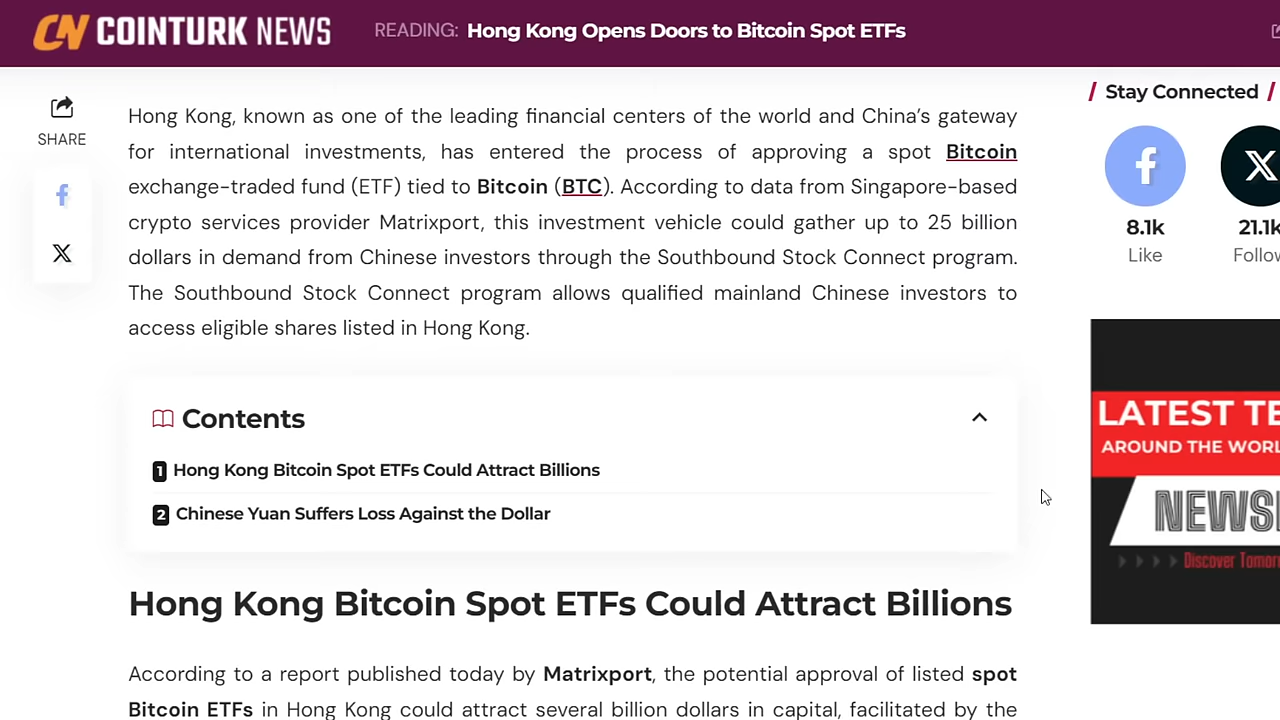 CN COINTURK NEWS
READING: Hong Kong Opens Doors to Bitcoin Spot ETFs
SHARE
Hong Kong, known as one of the leading financial centers of the world and China's gateway
for international investments, has entered the process of approving a spot Bitcoin
exchange-traded fund (ETF) tied to Bitcoin (BTC). According to data from Singapore-based
crypto services provider Matrixport, this investment vehicle could gather up to 25 billion
dollars in demand from Chinese investors through the Southbound Stock Connect program.
The Southbound Stock Connect program allows qualified mainland Chinese investors to
access eligible shares listed in Hong Kong.
Contents
1 Hong Kong Bitcoin Spot ETFs Could Attract Billions
2 Chinese Yuan Suffers Loss Against the Dollar
Hong Kong Bitcoin Spot ETFs Could Attract Billions
According to a report published today by Matrixport, the potential approval of listed spot
Bitcoin ETFs in Hong Kong could attract several billion dollars in capital, facilitated by the
/ Stay Connected /
8.1k
Like
21.1k
Follow
LATEST TE
AROUND THE WORL
NEWS
Discover Tomor